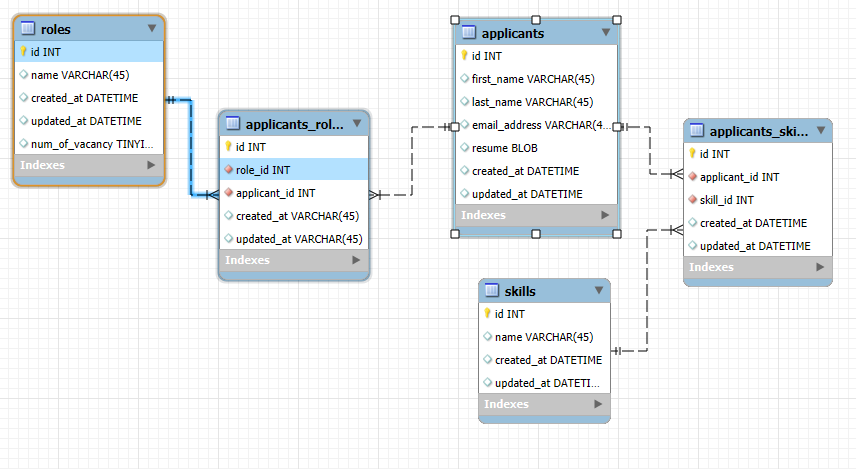 roles
id INT
name VARCHAR(45)
created_at DATETIME
updated_at DATETIME
num_of_vacancy TINYI...
Indexes
applicants_rol...
id INT
role_id INT
applicant_id INT
created_at VARCHAR(45)
updated_at VARCHAR(45)
Indexes
applicants
id INT
first_name VARCHAR(45)
last_name VARCHAR(45)
email_address VARCHAR(4...
resume BLOB
created_at DATETIME
updated_at DATETIME
Indexes
applicants_ski...
id INT
applicant_id INT
skill_id INT
created_at DATETIME
updated_at DATETIME
Indexes
skills
id INT
name VARCHAR(45)
created_at DATETIME
updated_at DATETI...
Indexes